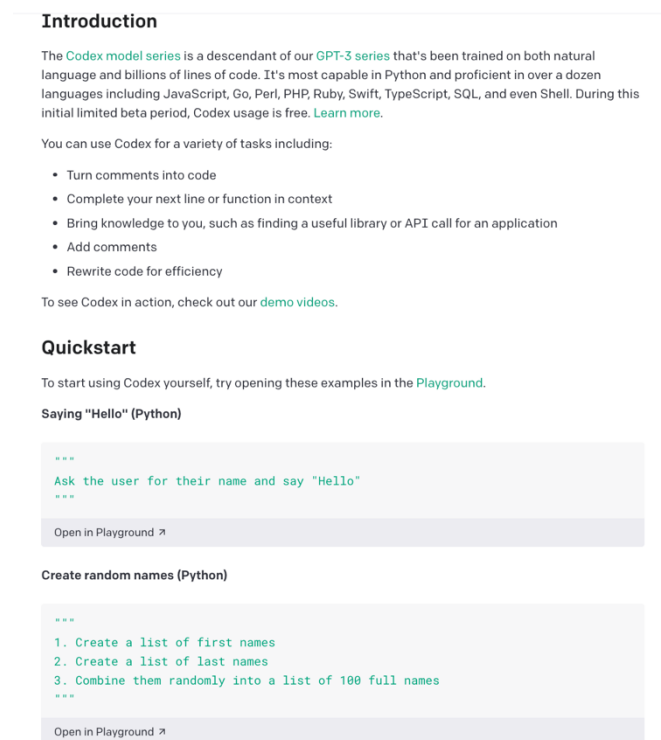 Introduction
The Codex model series is a descendant of our GPT-3 series that's been trained on both natural
language and billions of lines of code. It's most capable in Python and proficient in over a dozen
languages including JavaScript, Go, Perl, PHP, Ruby, Swift, TypeScript, SQL, and even Shell. During this
initial limited beta period, Codex usage is free. Learn more.
You can use Codex for a variety of tasks including:
• Turn comments into code
• Complete your next line or function in context
• Bring knowledge to you, such as finding a useful library or API call for an application
• Add comments
• Rewrite code for efficiency
To see Codex in action, check out our demo videos.
Quickstart
To start using Codex yourself, try opening these examples in the Playground.
Saying "Hello" (Python)
"""
Ask the user for their name and say "Hello"
"""
Open in Playground ↗
Create random names (Python)
"""
1. Create a list of first names
2. Create a list of last names
3. Combine them randomly into a list of 100 full names
"""
Open in Playground ↗